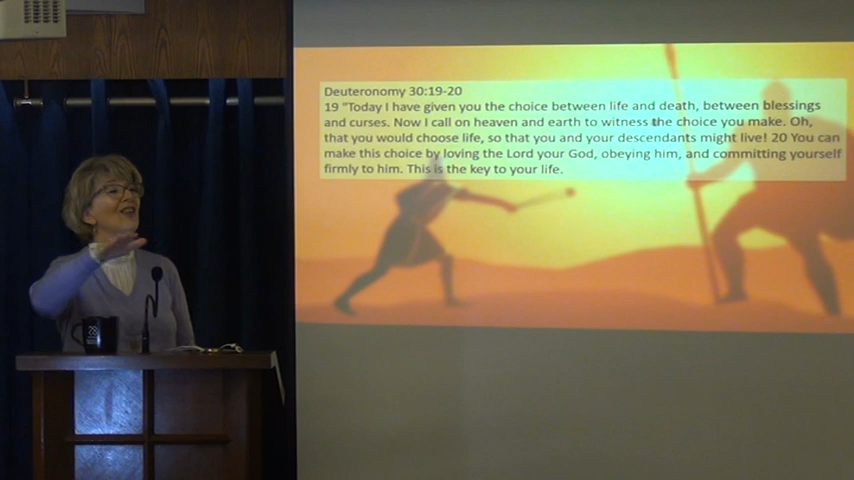 Deuteronomy 30:19-20
19 "Today I have given you the choice between life and death, between blessings
and curses. Now I call on heaven and earth to witness the choice you make. Oh,
that you would choose life, so that you and your descendants might live! 20 You can
make this choice by loving the Lord your God, obeying him, and committing yourself
firmly to him. This is the key to your life.
28